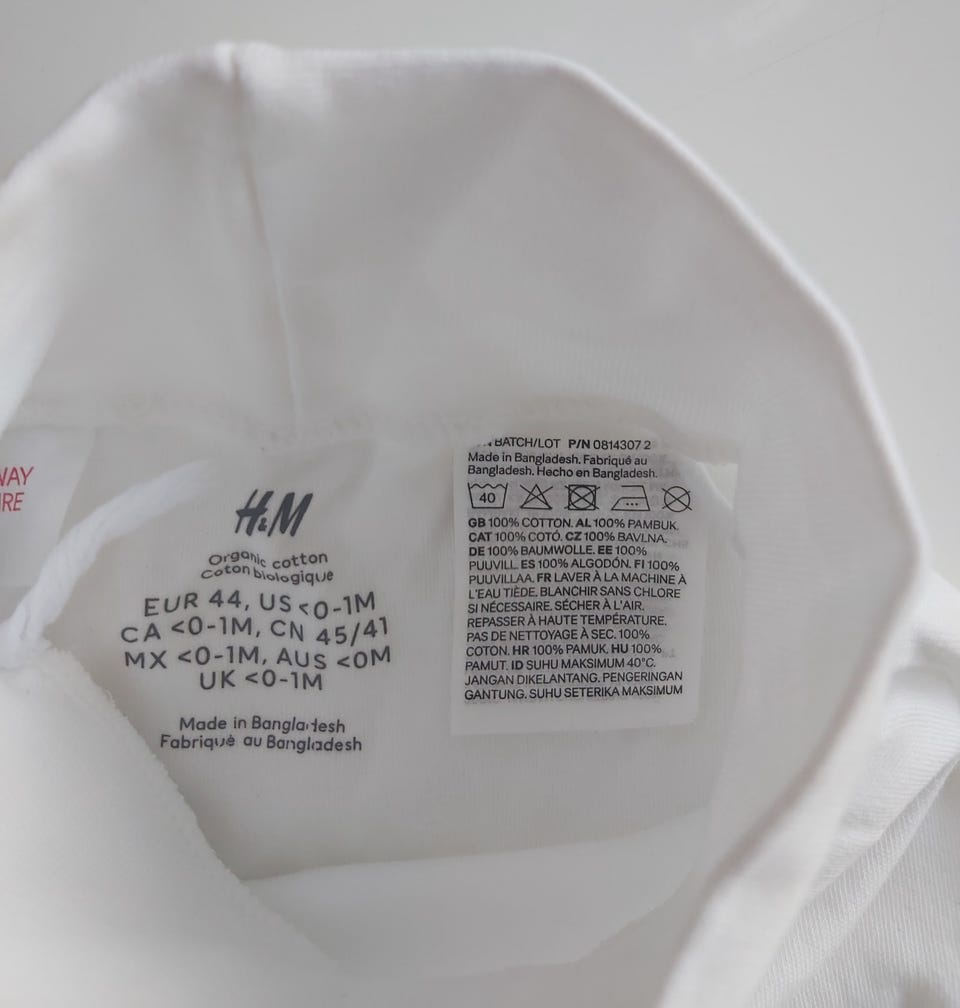 H&M
Organic cotton
Coton biologique
EUR 44, US <0-1M
CA <0-1M, CN 45/41
MX <0-1M, AUS <0M
UK <0-1M
Made in Bangladesh
Fabriqué au Bangladesh
BATCH/LOT P/N 0814307 2
Made in Bangladesh. Fabriqué au
Bangladesh. Hecho en Bangladesh.
40
GB 100% COTTON. AL 100% PAMBUK.
CAT 100% COTÓ. CZ 100% BAVLNA.
DE 100% BAUMWOLLE. EE 100%
PUUVILL. ES 100% ALGODÓN. FI 100%
PUUVILLAA. FR LAVER À LA MACHINE À
L'EAU TIÈDE. BLANCHIR SANS CHLORE
SI NÉCESSAIRE. SÉCHER À L'AIR.
REPASSER À HAUTE TEMPÉRATURE.
PAS DE NETTOYAGE À SEC. 100%
COTON. HR 100% PAMUK. HU 100%
PAMUT. ID SUHU MAKSIMUM 40°C.
JANGAN DIKELANTANG. PENGERINGAN
GANTUNG. SUHU SETERIKA MAKSIMUM